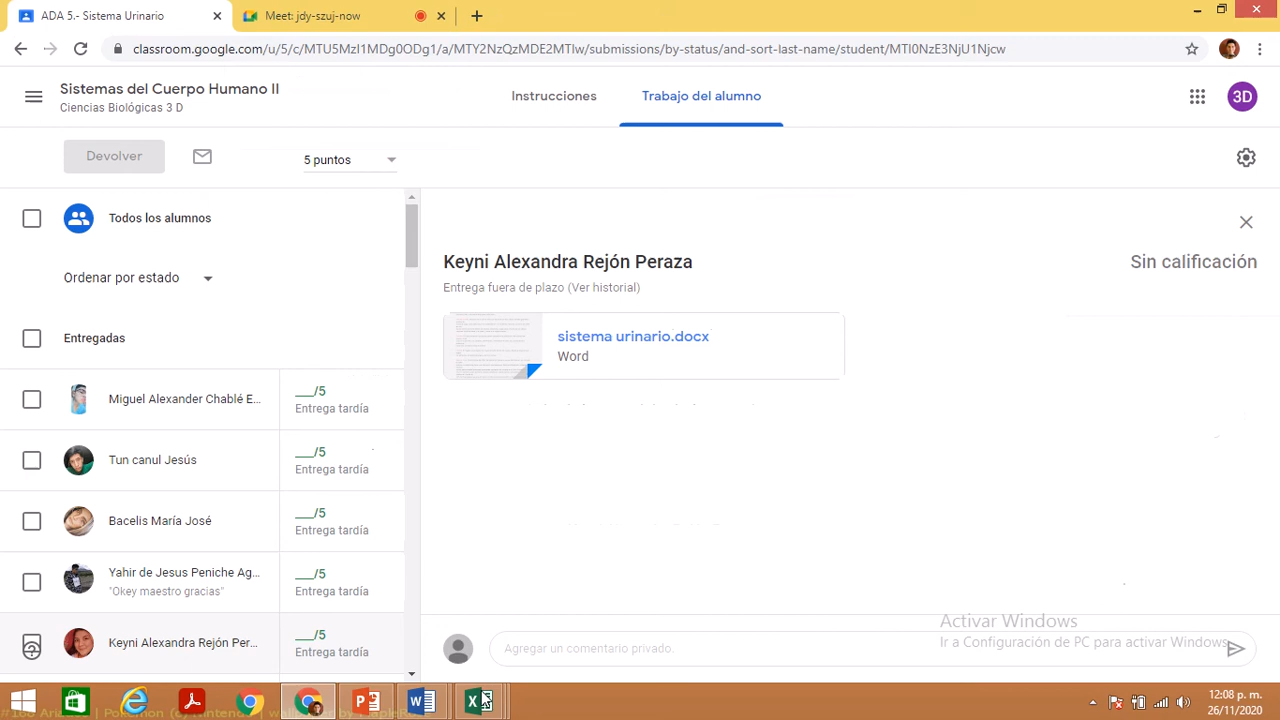 ADA 5.- Sistema Urinario
Meet: jdy-szuj-now
classroom.google.com/u/5/c/MTU5MzI1MDg0ODg1/a/MTY2NzQzMDE2MTIw/submissions/by-status/and-sort-last-name/student/MTI0NzE3NjU1Njcw
Sistemas del Cuerpo Humano II
Ciencias Biológicas 3 D
Instrucciones
Trabajo del alumno
3D
Devolver
5 puntos
Todos los alumnos
Ordenar por estado
Entregadas
Miguel Alexander Chablé E...
___/5
Entrega tardía
Tun canul Jesús
___/5
Entrega tardía
Bacelis María José
___/5
Entrega tardía
Yahir de Jesus Peniche Ag...
"Okey maestro gracias"
___/5
Entrega tardía
Keyni Alexandra Rejón Per...
___/5
Entrega tardía
Keyni Alexandra Rejón Peraza
Sin calificación
Entrega fuera de plazo (Ver historial)
sistema urinario.docx
Word
Activar Windows
Ir a Configuración de PC para activar Windows.
Agregar un comentario privado.
12:08 p. m.
26/11/2020